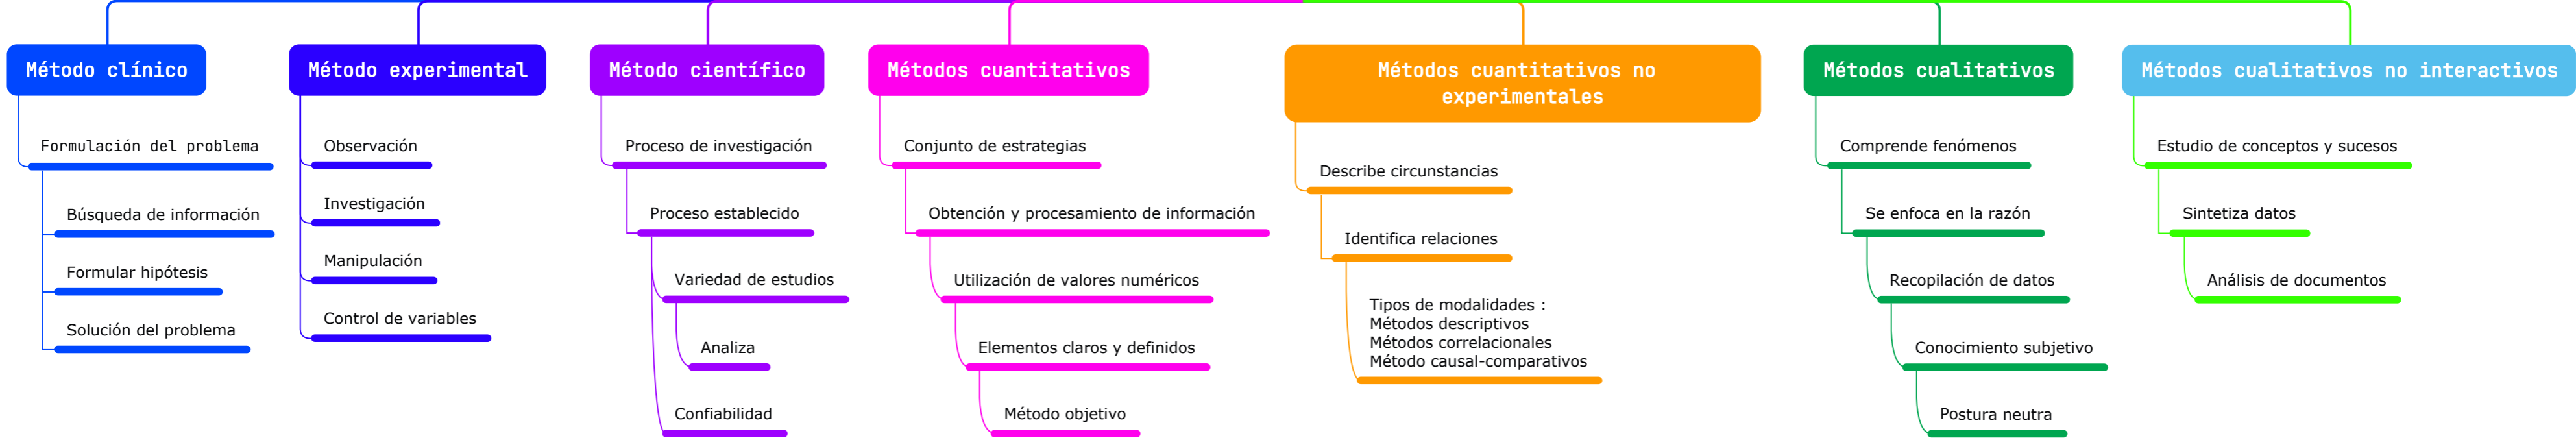 Método clínico
Formulación del problema
Búsqueda de información
Formular hipótesis
Solución del problema
Método experimental
Observación
Investigación
Manipulación
Control de variables
Método científico
Proceso de investigación
Proceso establecido
Variedad de estudios
Analiza
Confiabilidad
Métodos cuantitativos
Conjunto de estrategias
Obtención y procesamiento de información
Utilización de valores numéricos
Elementos claros y definidos
Método objetivo
Métodos cuantitativos no
experimentales
Describe circunstancias
Identifica relaciones
Tipos de modalidades :
Métodos descriptivos
Métodos correlacionales
Método causal-comparativos
Métodos cualitativos
Comprende fenómenos
Se enfoca en la razón
Recopilación de datos
Conocimiento subjetivo
Postura neutra
Métodos cualitativos no interactivos
Estudio de conceptos y sucesos
Sintetiza datos
Análisis de documentos